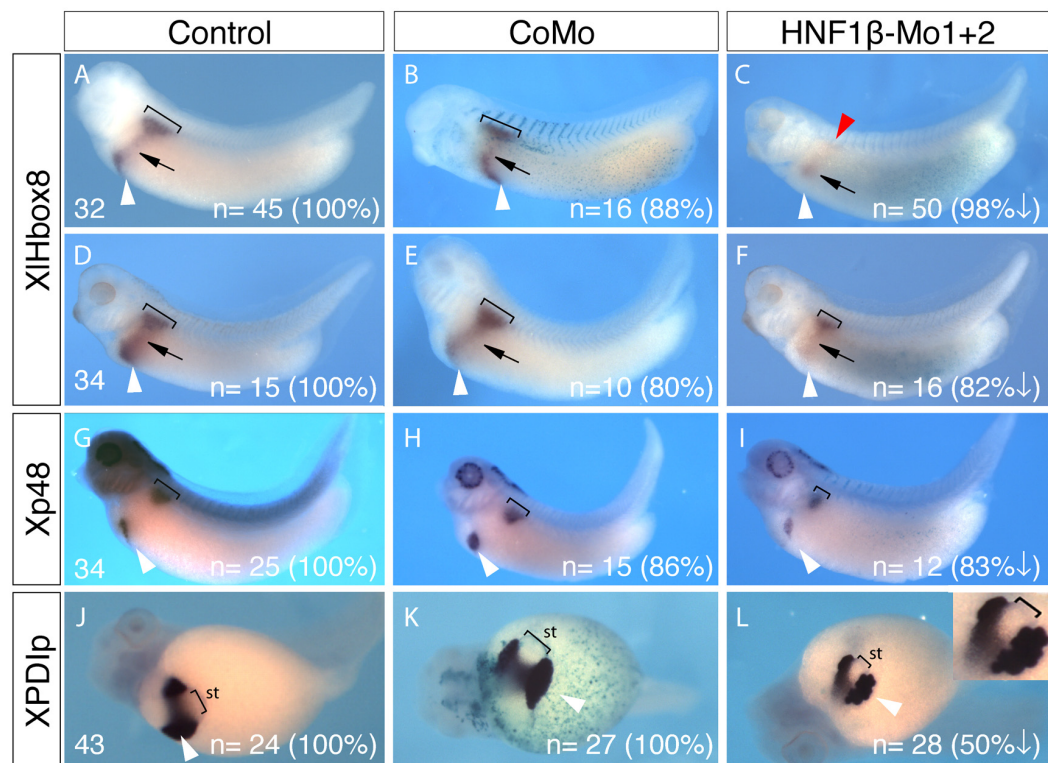 Control
CoMo
HNF1β-Mo1+2
XlHbox8
A
32
n= 45 (100%)
B
n=16 (88%)
C
n= 50 (98%↓)
D
34
n= 15 (100%)
E
n=10 (80%)
F
n= 16 (82%↓)
Xp48
G
34
n= 25 (100%)
H
n= 15 (86%)
I
n= 12 (83%↓)
XPDIp
J
st
43
n= 24 (100%)
K
st
n= 27 (100%)
L
st
n= 28 (50%↓)